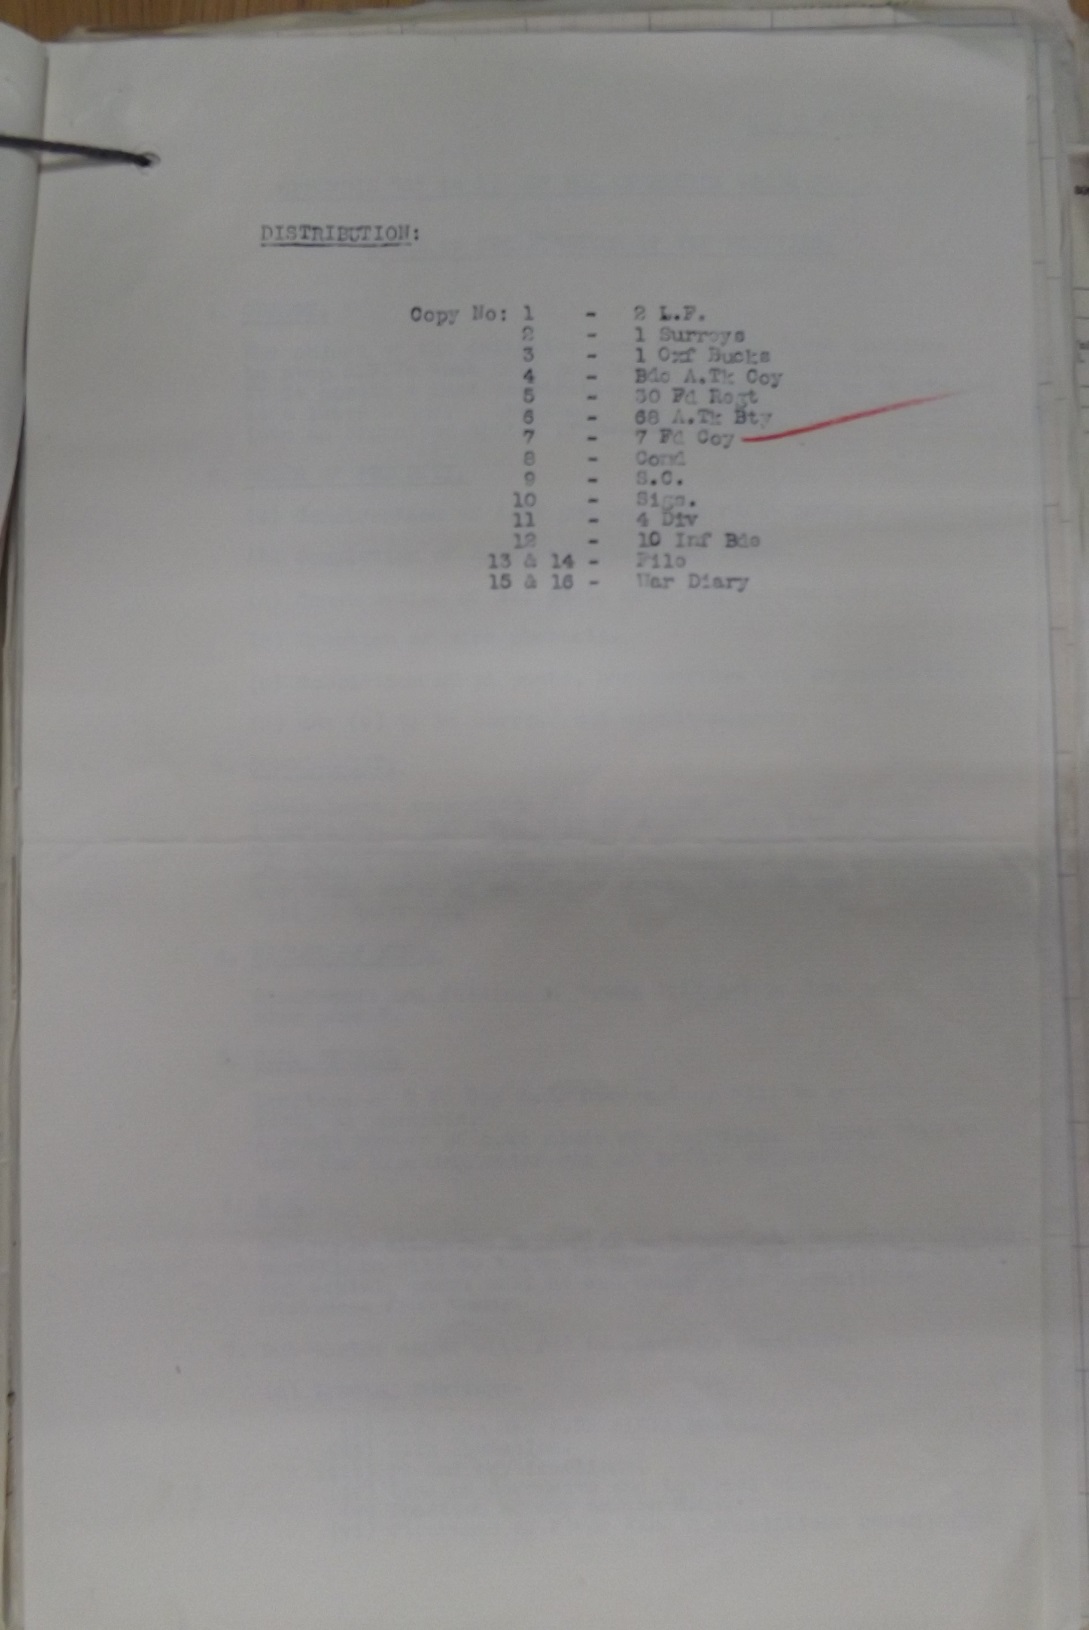 DISTRIBUTION:
Copy No: 1 - 2 L.F.
2 - 1 Surreys
3 - 1 Oxf Bucks
4 - Bde A.Tk Coy
5 - 30 Fd Regt
6 - 68 A.Tk Bty
7 - 7 Fd Coy
8 - Comd
9 - S.C.
10 - Sigs.
11 - 4 Div
12 - 10 Inf Bde
13 & 14 - File
15 & 16 - War Diary